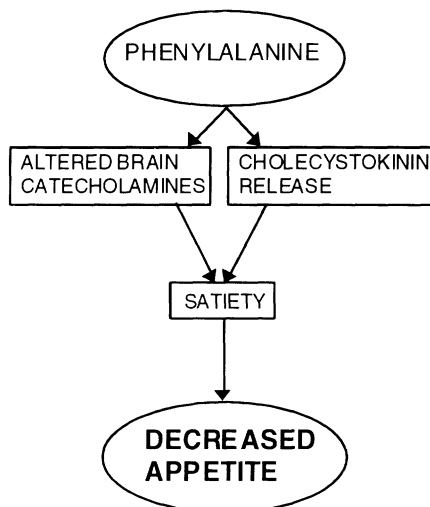 PHENYLALANINE
ALTERED BRAIN
CATECHOLAMINES
CHOLECYSTOKININ
RELEASE
SATIETY
DECREASED
APPETITE